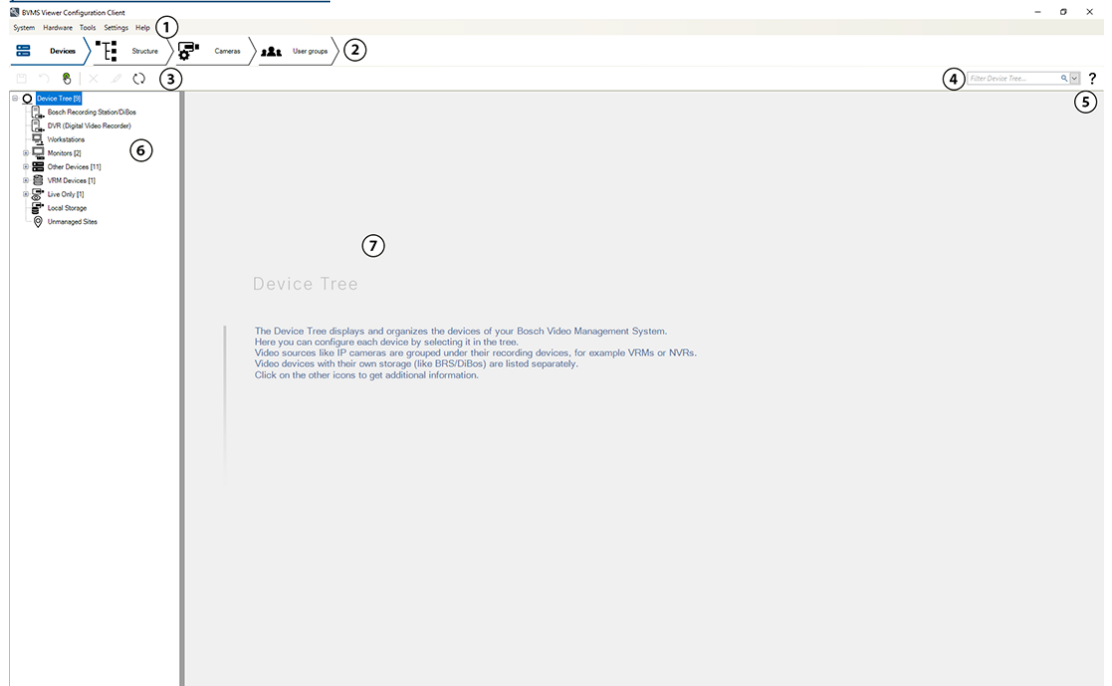 BVMS Viewer Configuration Client
System Hardware Tools Settings Help 1
Devices Structure Cameras User groups 2
3 4 Filter Device Tree... ?
5
Device Tree [9]
Bosch Recording Station/DiBos
DVR (Digital Video Recorder)
Workstations
Monitors [2]
6
Other Devices [11]
VRM Devices [1]
Live Only [1]
Local Storage
Unmanaged Sites
7
Device Tree
The Device Tree displays and organizes the devices of your Bosch Video Management System.
Here you can configure each device by selecting it in the tree.
Video sources like IP cameras are grouped under their recording devices, for example VRMs or NVRs.
Video devices with their own storage (like BRS/DiBos) are listed separately.
Click on the other icons to get additional information.